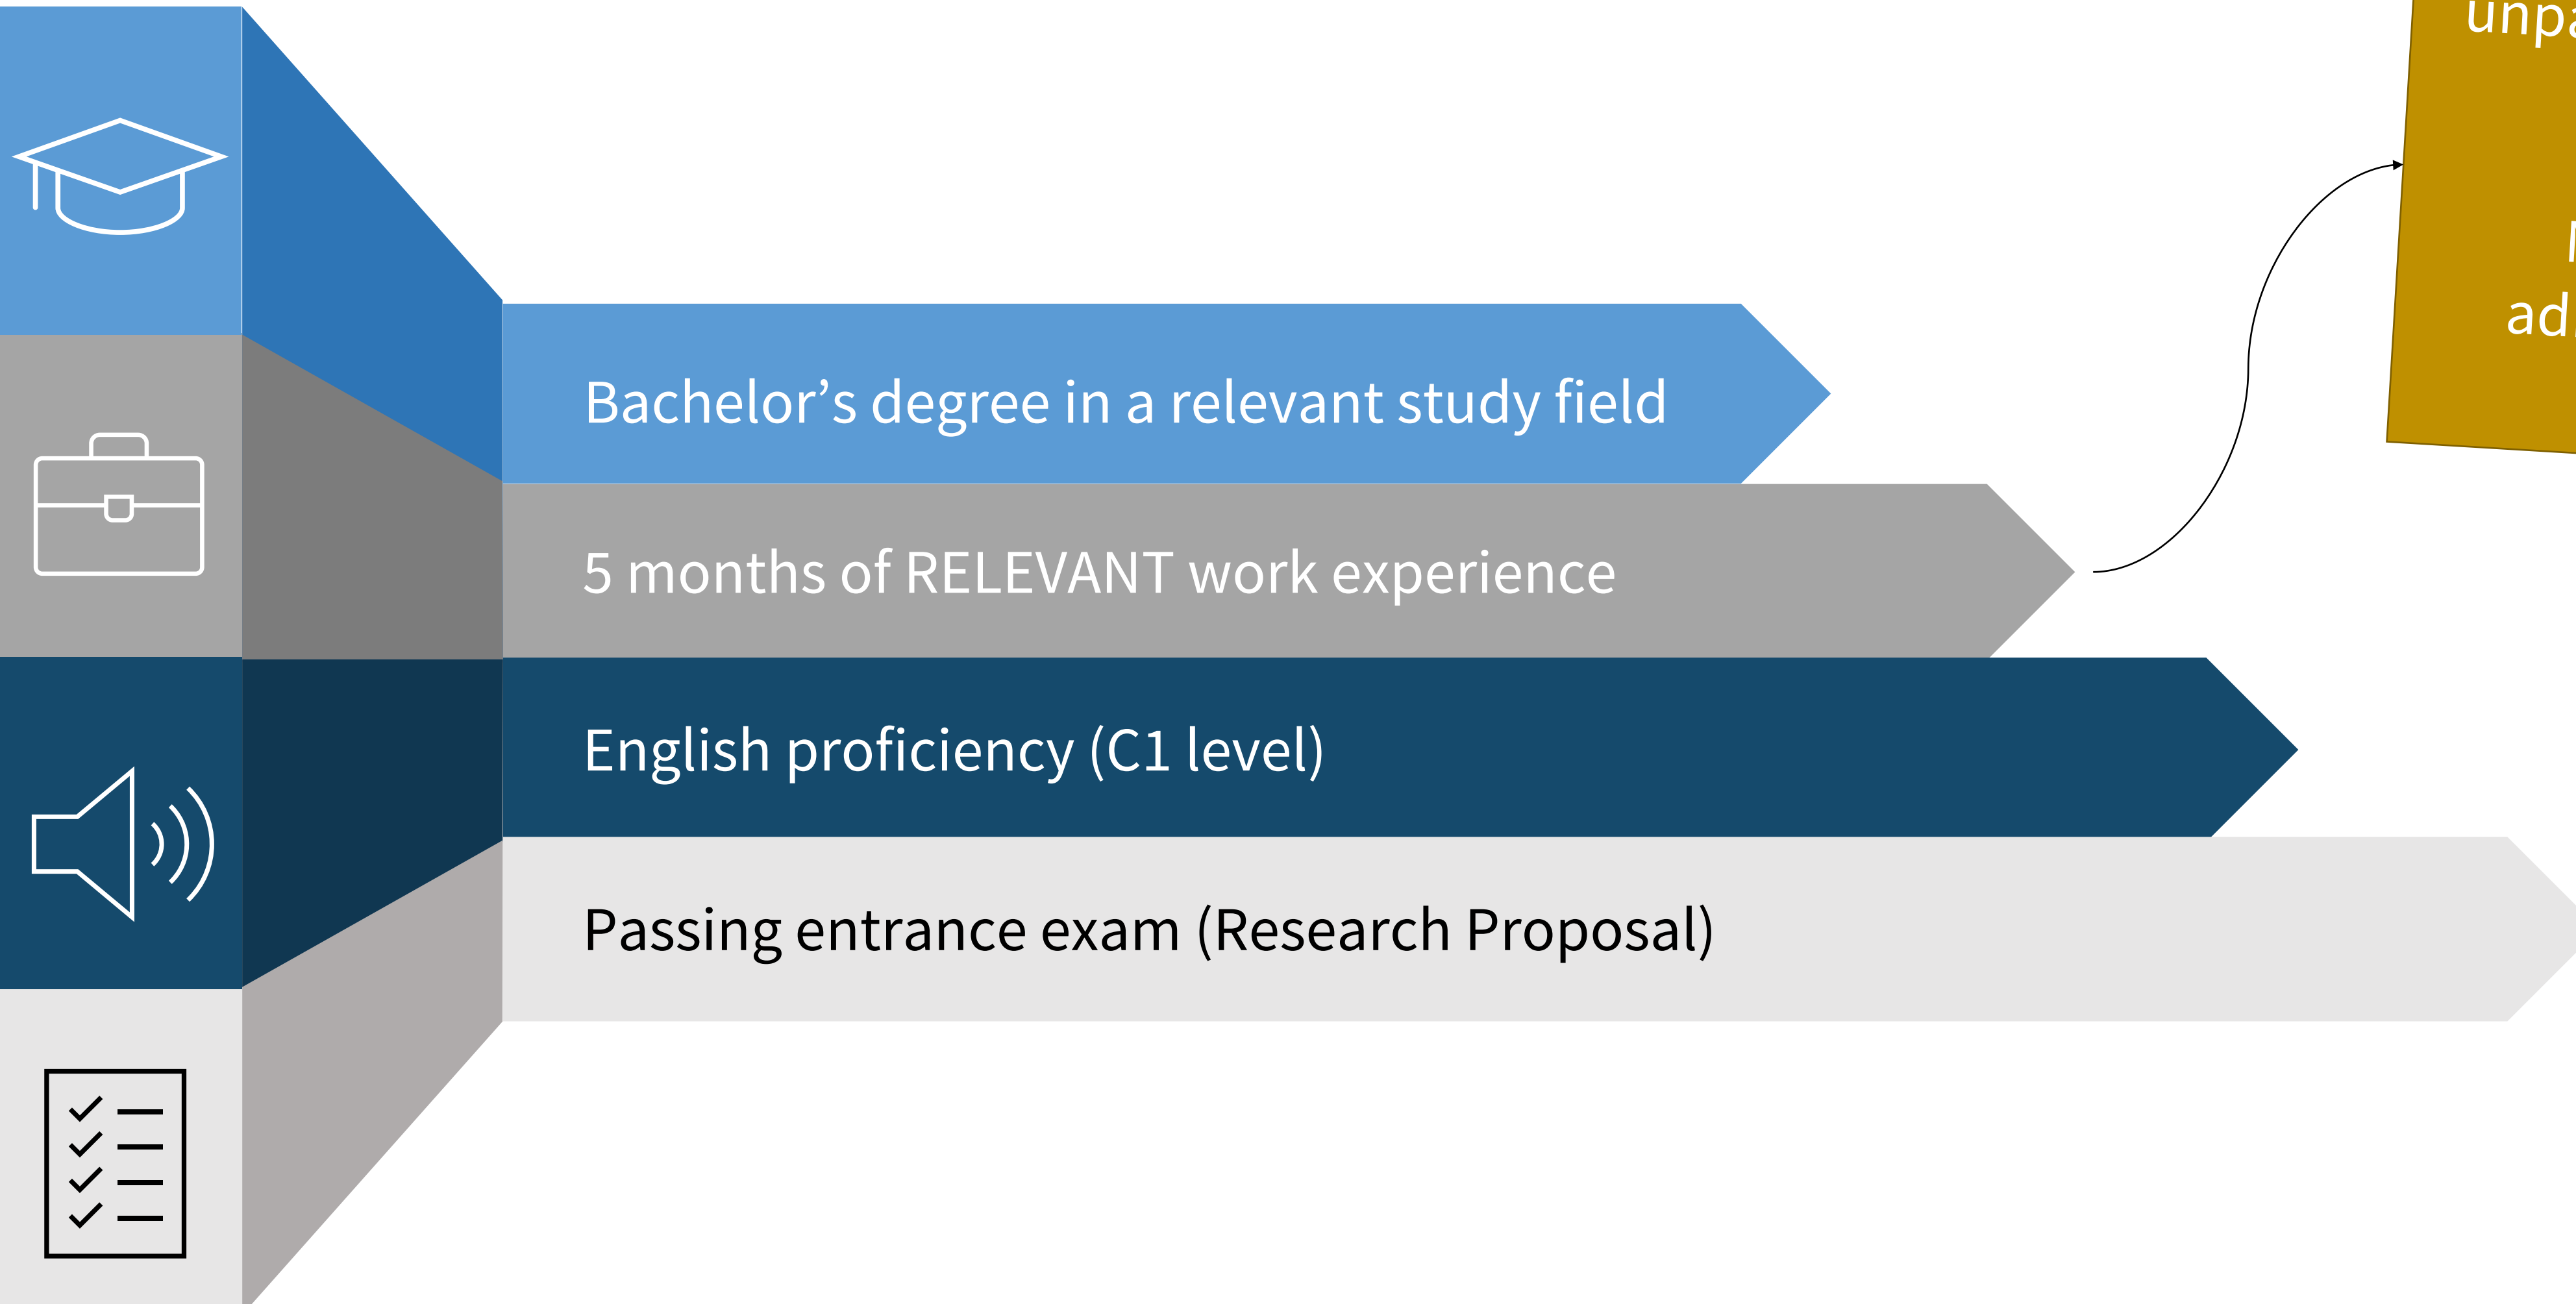 Bachelor’s degree in a relevant study field
5 months of RELEVANT work experience
English proficiency (C1 level)
Passing entrance exam (Research Proposal)